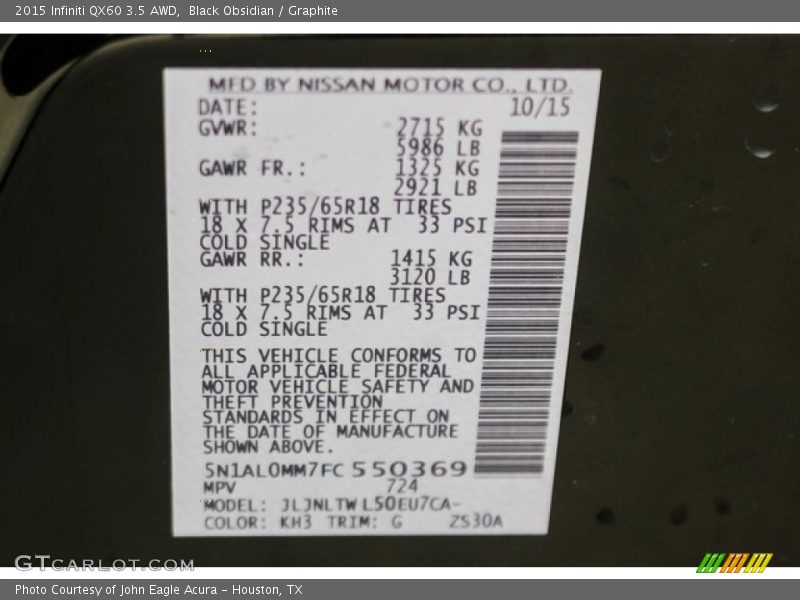 2015 Infiniti QX60 3.5 AWD, Black Obsidian / Graphite
MFD BY NISSAN MOTOR CO., LTD.
DATE: 10/15
GVWR: 2715 KG
5986 LB
GAWR FR.: 1325 KG
2921 LB
WITH P235/65R18 TIRES
18 X 7.5 RIMS AT 33 PSI
COLD SINGLE
GAWR RR.: 1415 KG
3120 LB
WITH P235/65R18 TIRES
18 X 7.5 RIMS AT 33 PSI
COLD SINGLE
THIS VEHICLE CONFORMS TO
ALL APPLICABLE FEDERAL
MOTOR VEHICLE SAFETY AND
THEFT PREVENTION
STANDARDS IN EFFECT ON
THE DATE OF MANUFACTURE
SHOWN ABOVE.
5N1AL0MM7FC550369
MPV 724
MODEL: JLJNLTW L50EU7CA-
COLOR: KH3 TRIM: G ZS30A
GTCARLOT.COM
Photo Courtesy of John Eagle Acura - Houston, TX